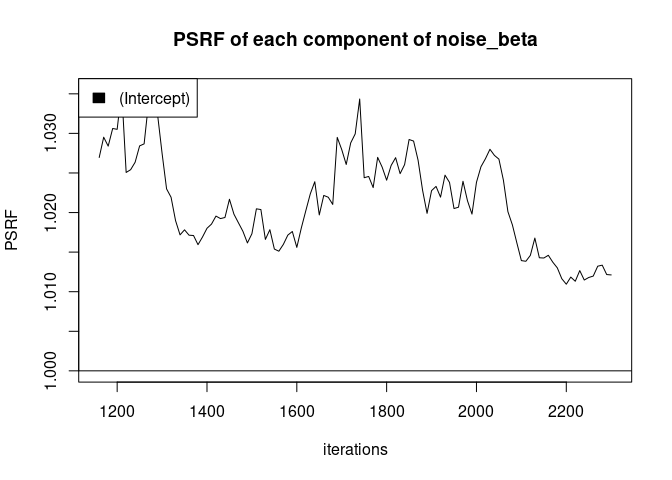 PSRF of each component of noise_beta
(Intercept)
PSRF
1.030
1.020
1.010
1.000
1200 1400 1600 1800 2000 2200
iterations